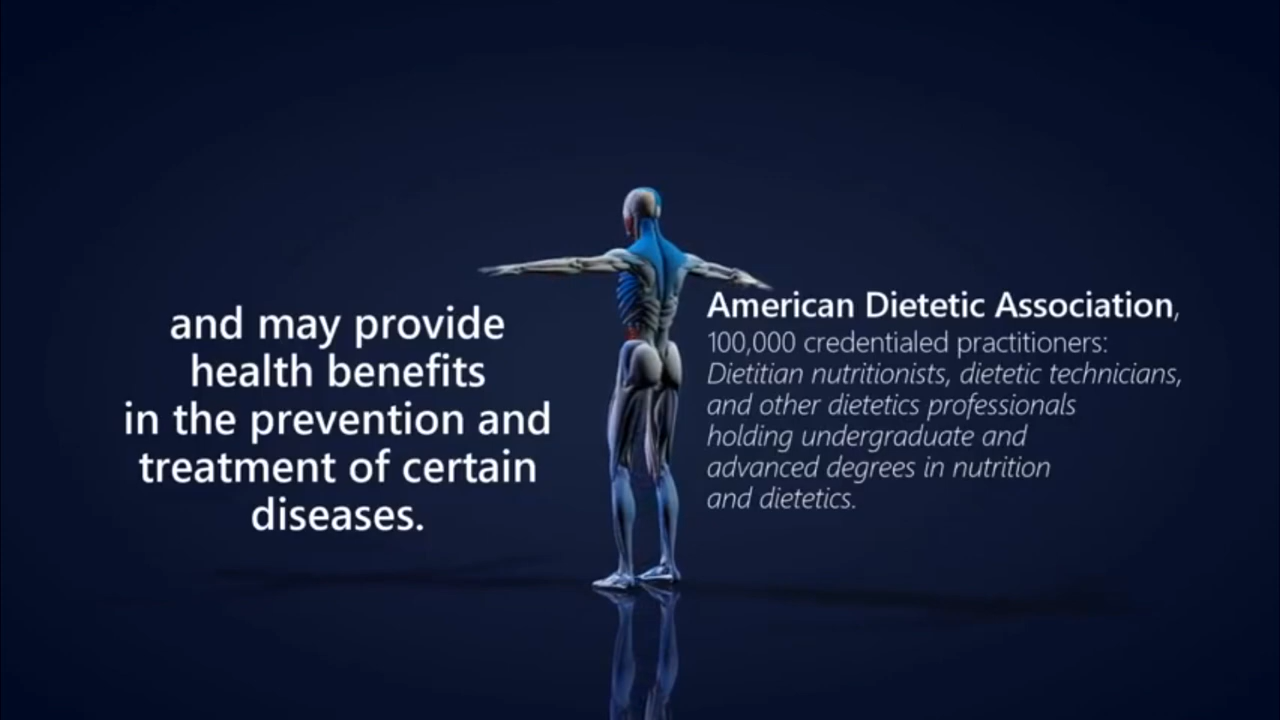 and may provide
health benefits
in the prevention and
treatment of certain
diseases.
American Dietetic Association,
100,000 credentialed practitioners:
Dietitian nutritionists, dietetic technicians,
and other dietetics professionals
holding undergraduate and
advanced degrees in nutrition
and dietetics.